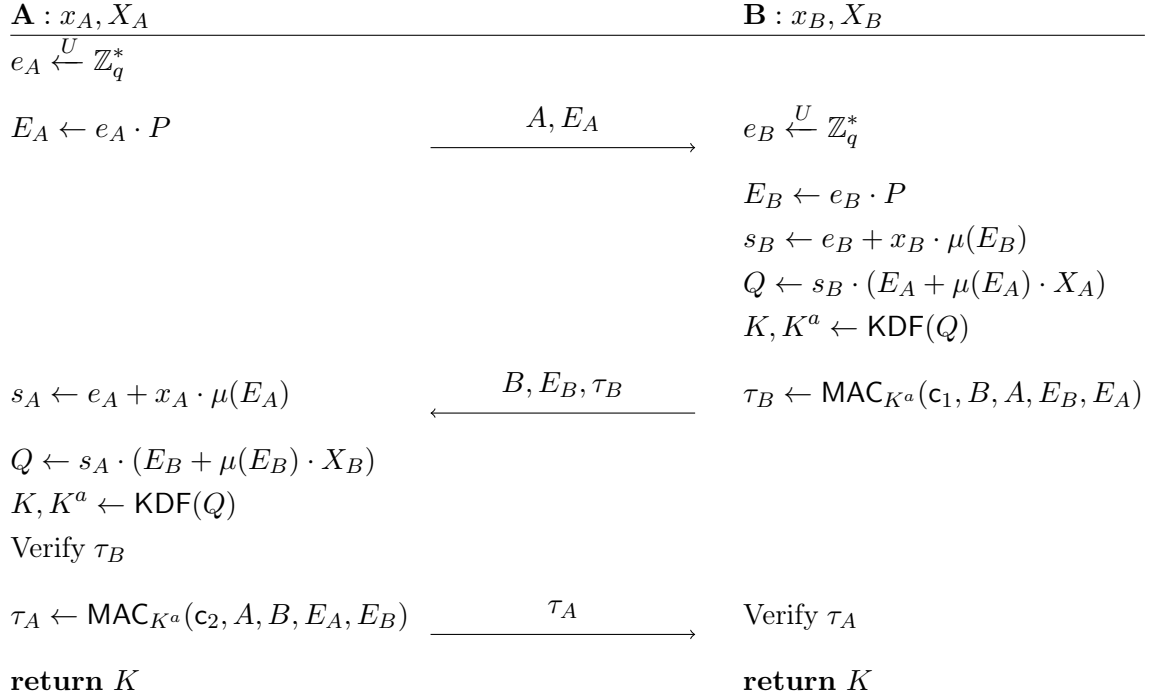 A : x_A, X_A B : x_B, X_B
e_A ←^U ℤ_q^*
E_A ← e_A · P A, E_A e_B ←^U ℤ_q^*
E_B ← e_B · P
s_B ← e_B + x_B · μ(E_B)
Q ← s_B · (E_A + μ(E_A) · X_A)
K, K^a ← KDF(Q)
s_A ← e_A + x_A · μ(E_A) B, E_B, τ_B τ_B ← MAC_{K^a}(c_1, B, A, E_B, E_A)
Q ← s_A · (E_B + μ(E_B) · X_B)
K, K^a ← KDF(Q)
Verify τ_B
τ_A ← MAC_{K^a}(c_2, A, B, E_A, E_B) τ_A Verify τ_A
return K return K